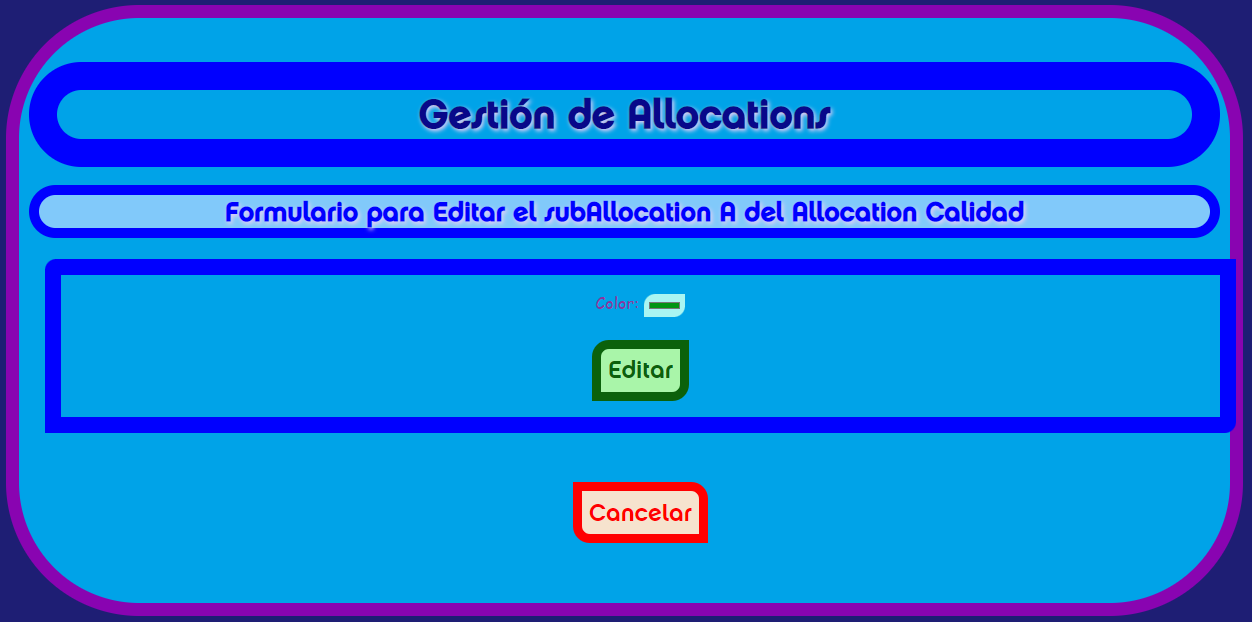 Gestión de Allocations
Formulario para Editar el subAllocation A del Allocation Calidad
Color:
Editar
Cancelar